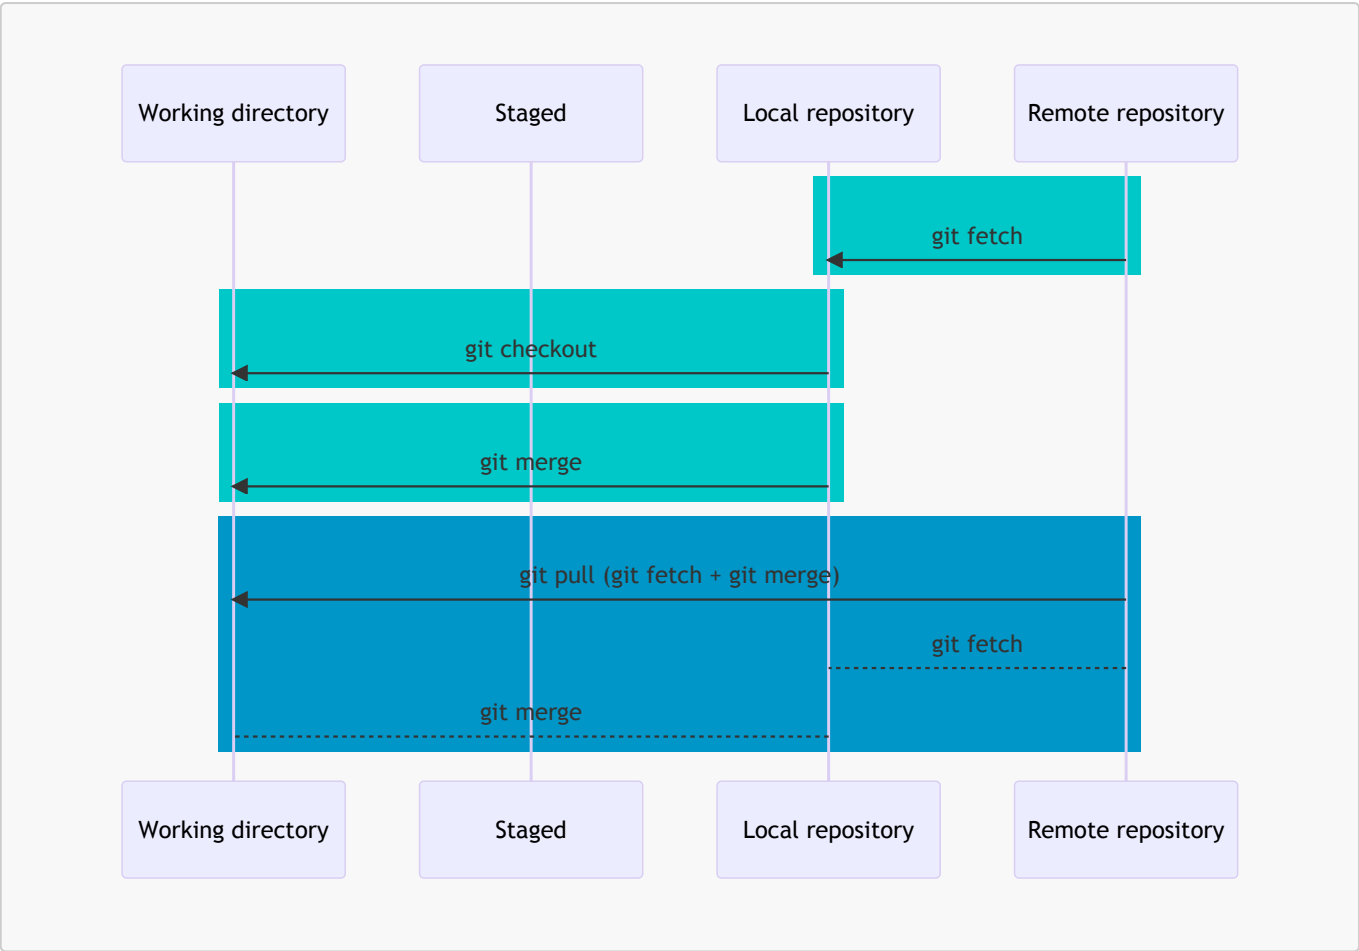 Working directory
Staged
Local repository
Remote repository
git fetch
git checkout
git merge
git pull (git fetch + git merge)
git fetch
git merge
Working directory
Staged
Local repository
Remote repository